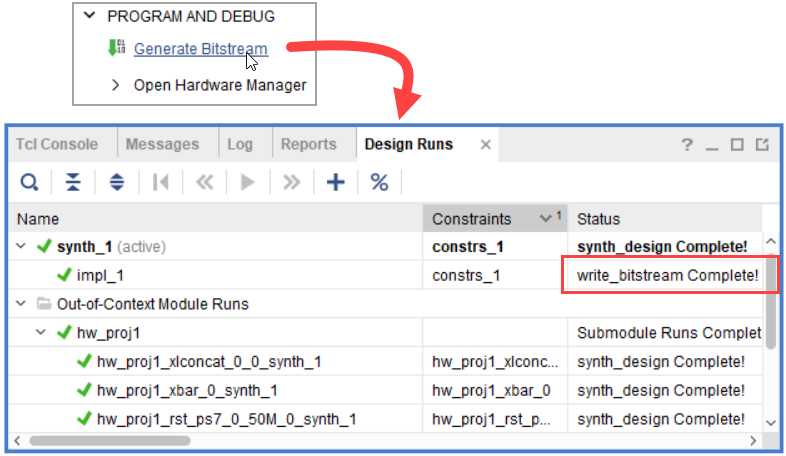 PROGRAM AND DEBUG
Generate Bitstream
Open Hardware Manager
Tcl Console Messages Log Reports Design Runs
Name Constraints 1 Status
synth_1 (active) constrs_1 synth_design Complete!
impl_1 constrs_1 write_bitstream Complete!
Out-of-Context Module Runs
hw_proj1 Submodule Runs Complet
hw_proj1_xlconcat_0_0_synth_1 hw_proj1_xlconc... synth_design Complete!
hw_proj1_xbar_0_synth_1 hw_proj1_xbar_0 synth_design Complete!
hw_proj1_rst_ps7_0_50M_0_synth_1 hw_proj1_rst_p... synth_design Complete!